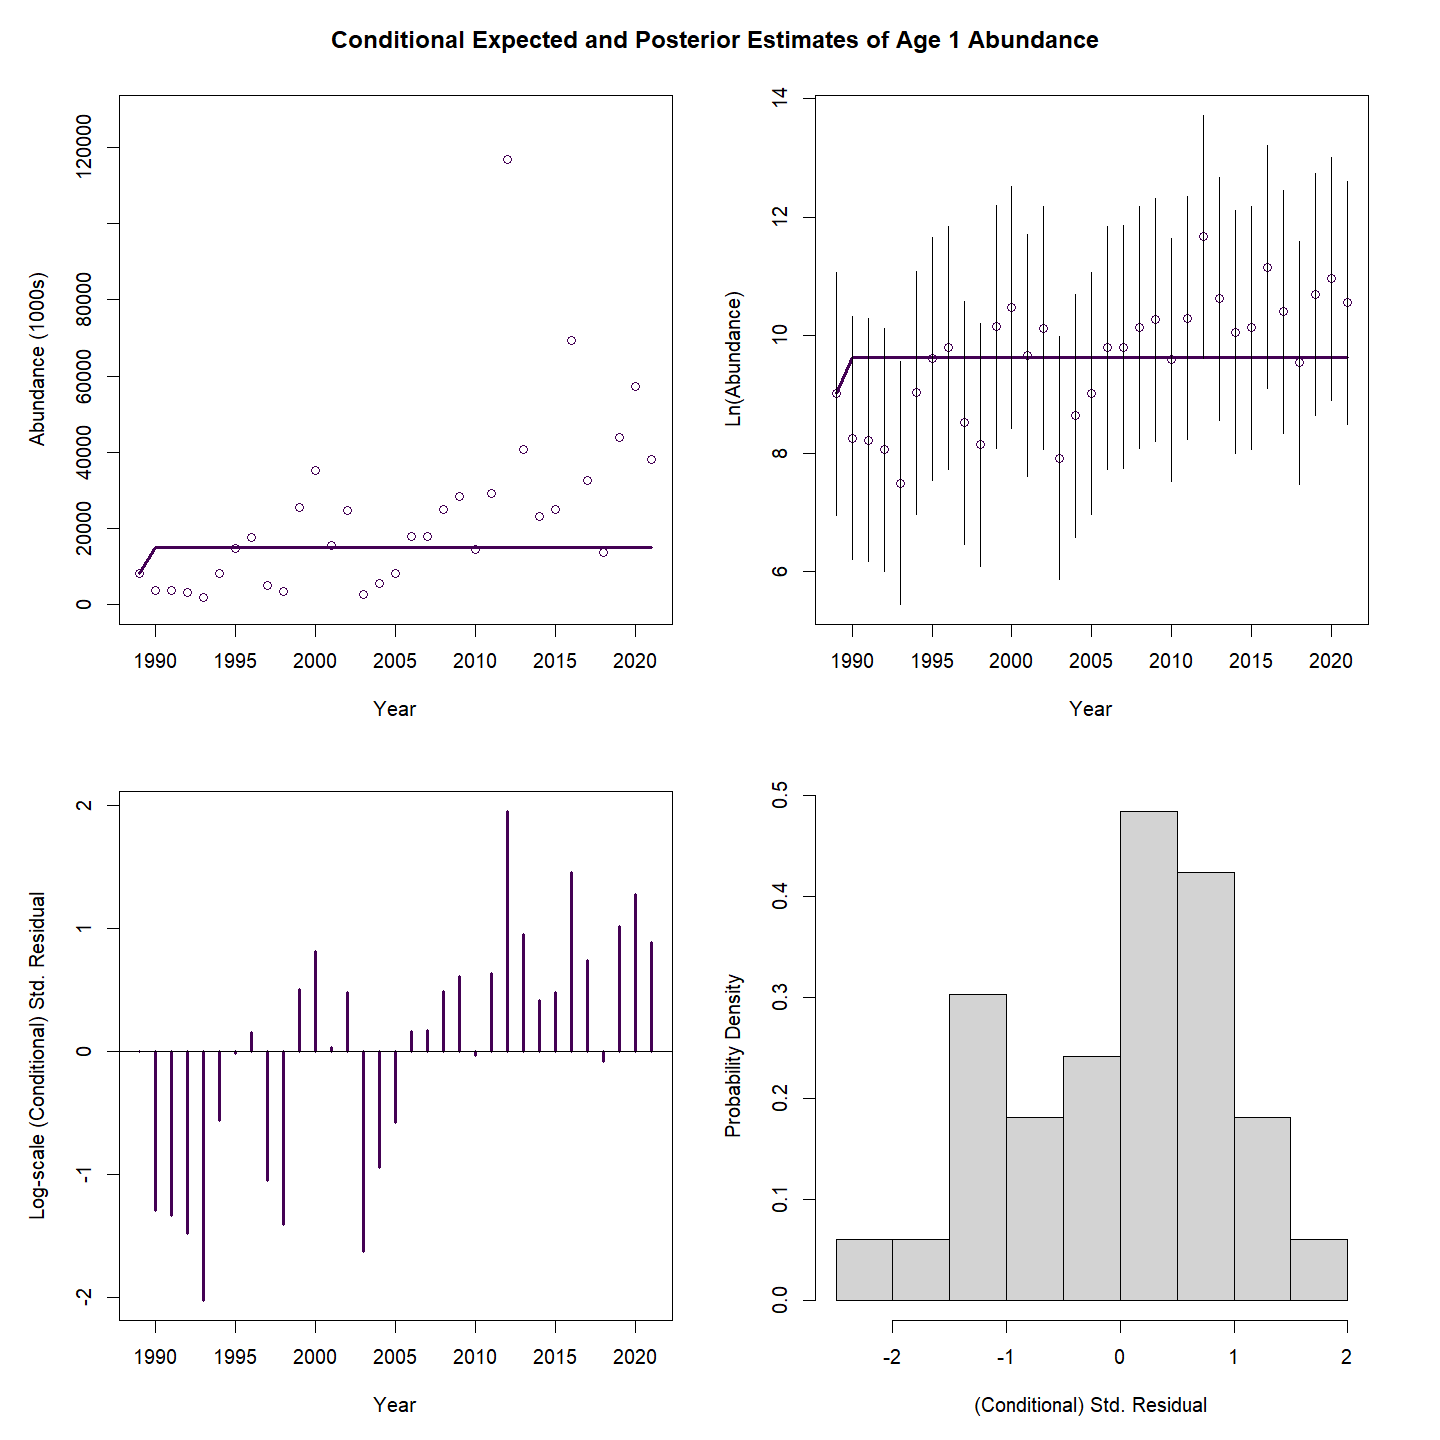 Conditional Expected and Posterior Estimates of Age 1 Abundance
Abundance (1000s)
0
20000
40000
60000
80000
120000
1990 1995 2000 2005 2010 2015 2020
Year
Ln(Abundance)
6
8
10
12
14
1990 1995 2000 2005 2010 2015 2020
Year
Log-scale (Conditional) Std. Residual
-2
-1
0
1
2
1990 1995 2000 2005 2010 2015 2020
Year
Probability Density
0.0
0.1
0.2
0.3
0.4
0.5
-2 -1 0 1 2
(Conditional) Std. Residual